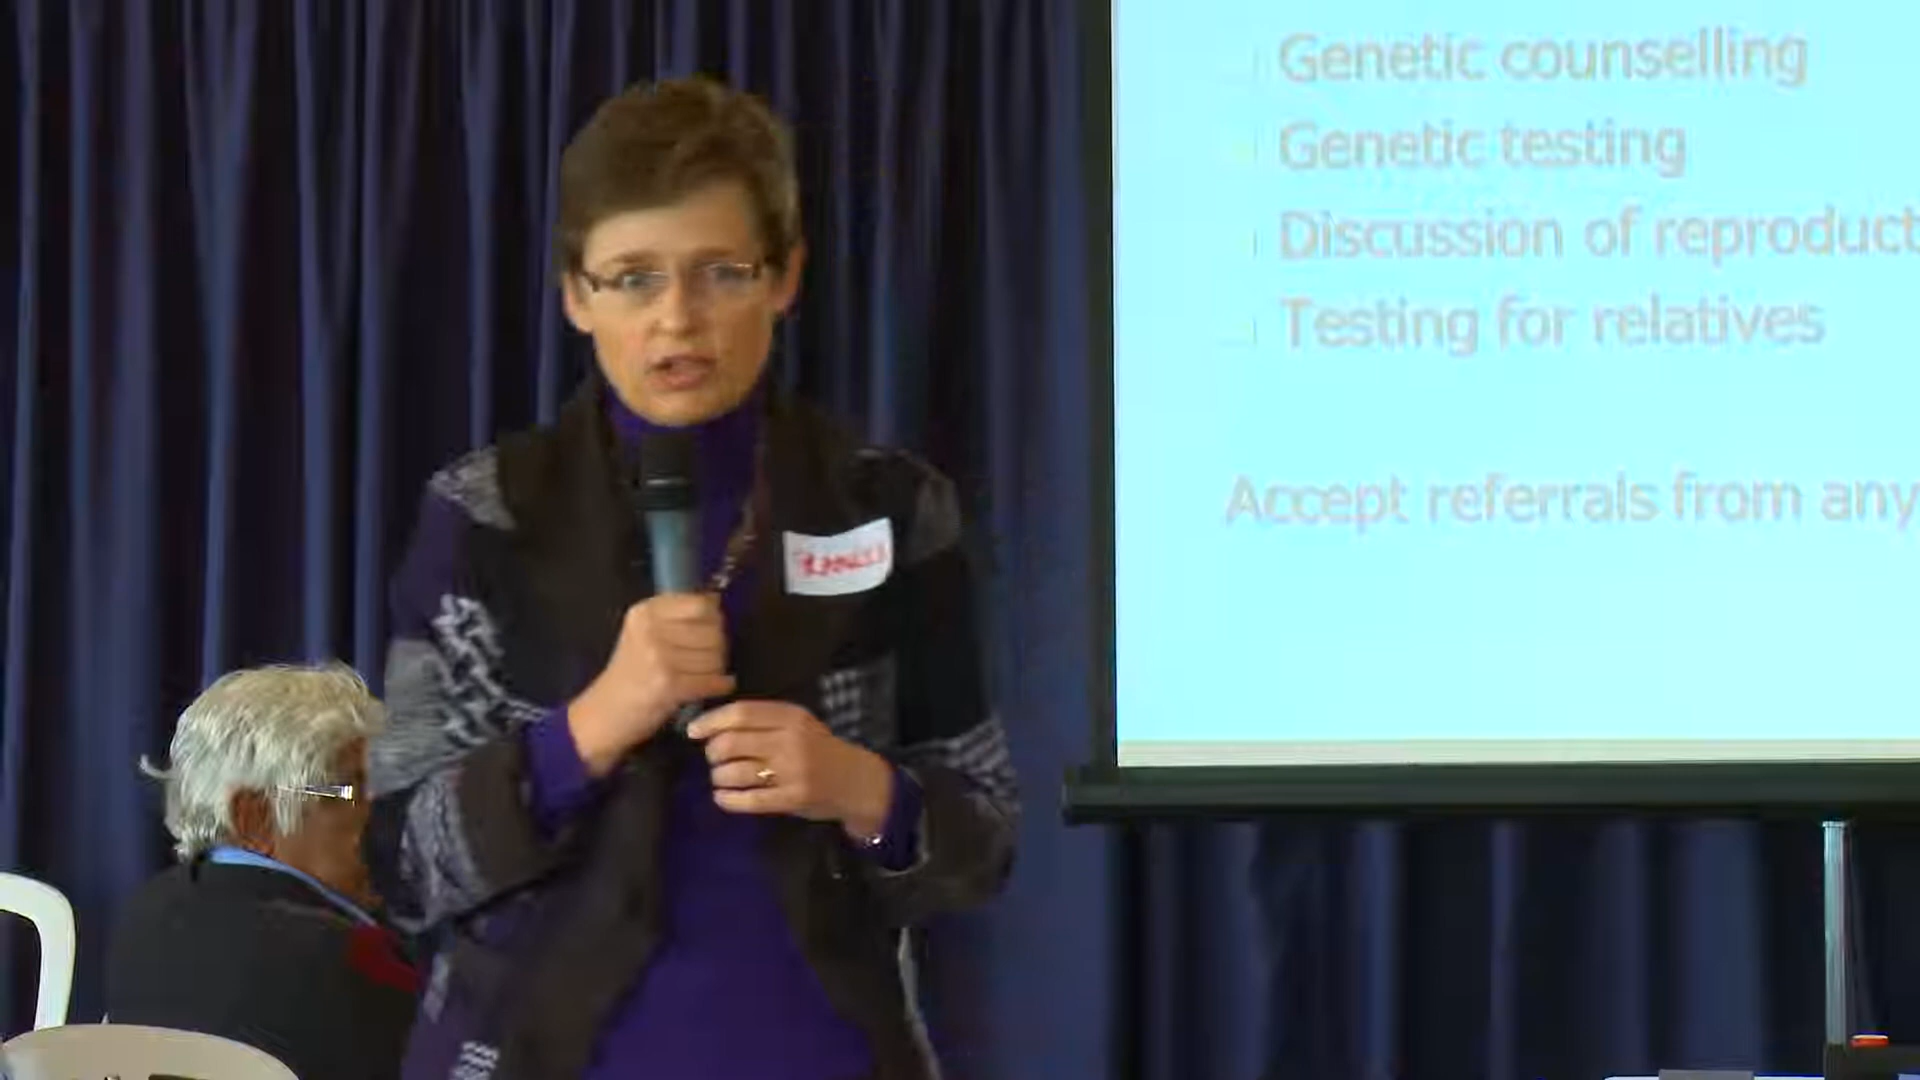 Genetic counselling
Genetic testing
Discussion of reproduct
Testing for relatives
Accept referrals from any